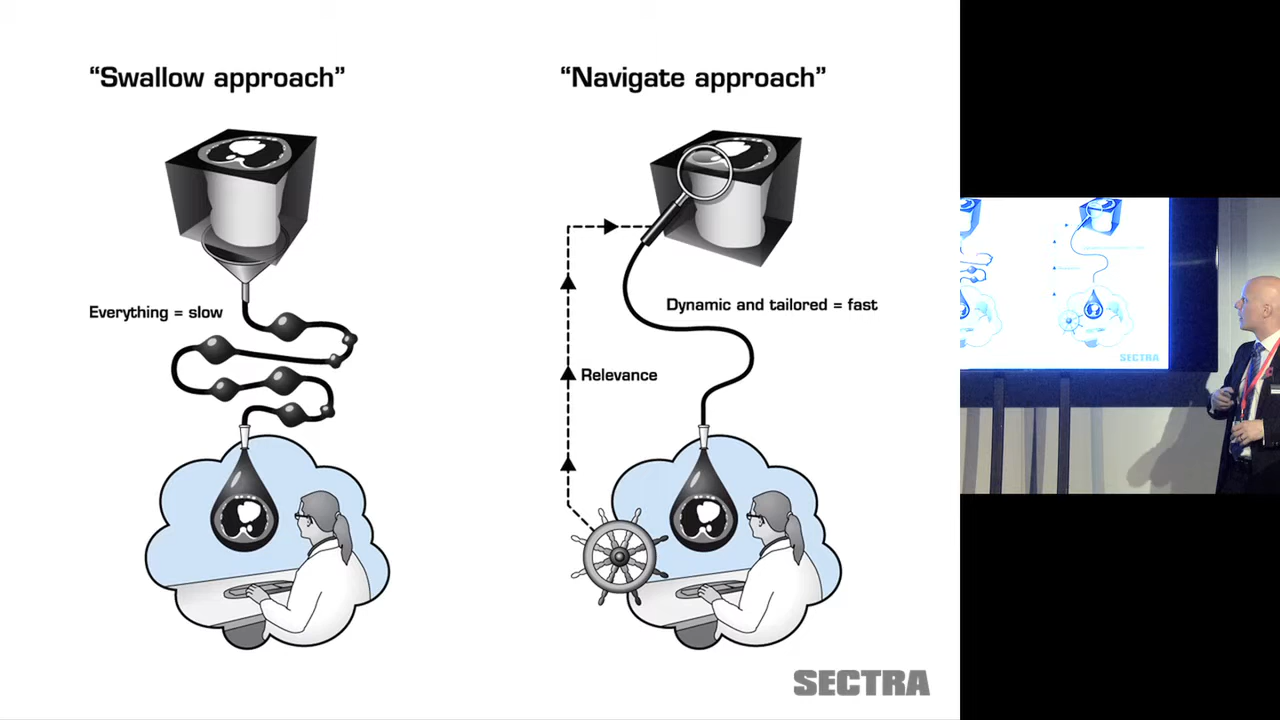 “Swallow approach”
“Navigate approach”
Everything = slow
Dynamic and tailored = fast
Relevance
SECTRA
SECTRA